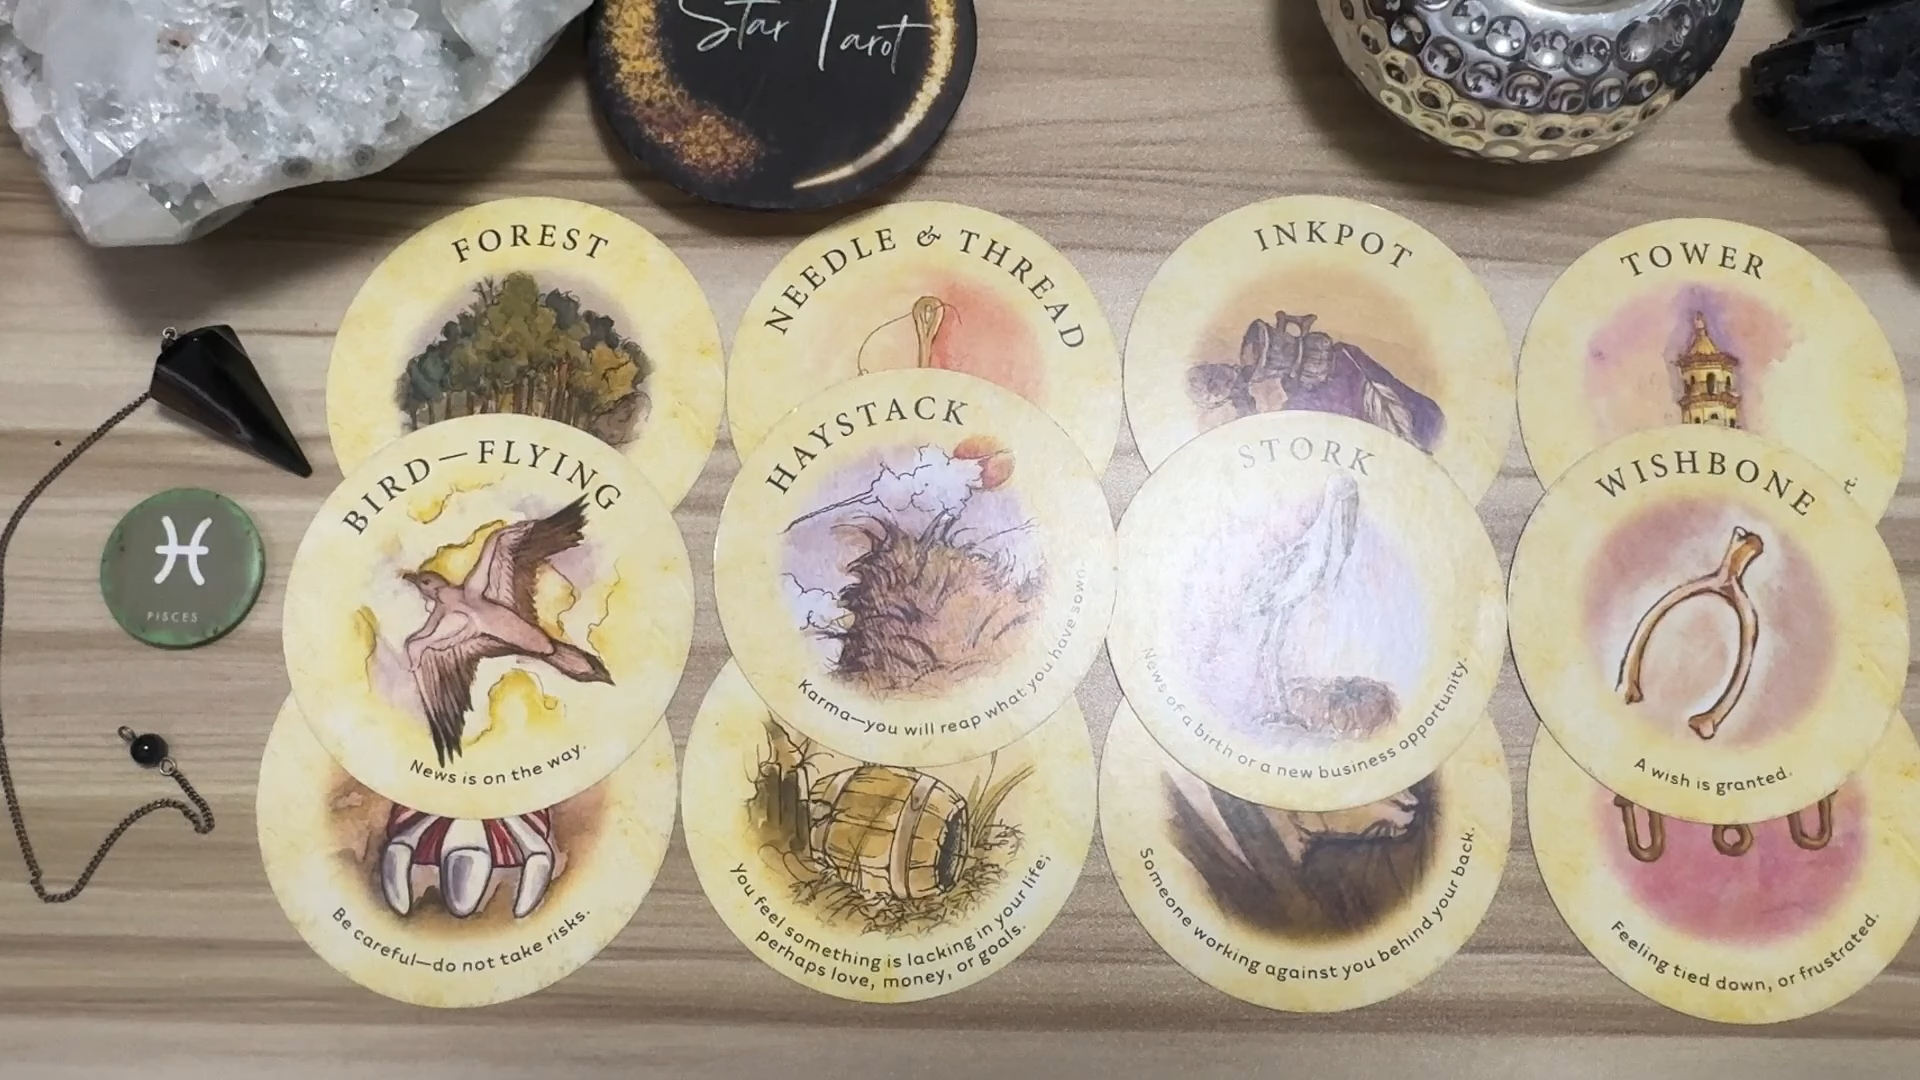 Star Tarot
FOREST
NEEDLE & THREAD
INKPOT
TOWER
BIRD—FLYING
News is on the way.
HAYSTACK
Karma—you will reap what you have sown.
STORK
News of a birth or a new business opportunity.
WISHBONE
A wish is granted.
PISCES
Be careful—do not take risks.
You feel something is lacking in your life;
perhaps love, money, or goals.
Someone working against you behind your back.
Feeling tied down, or frustrated.